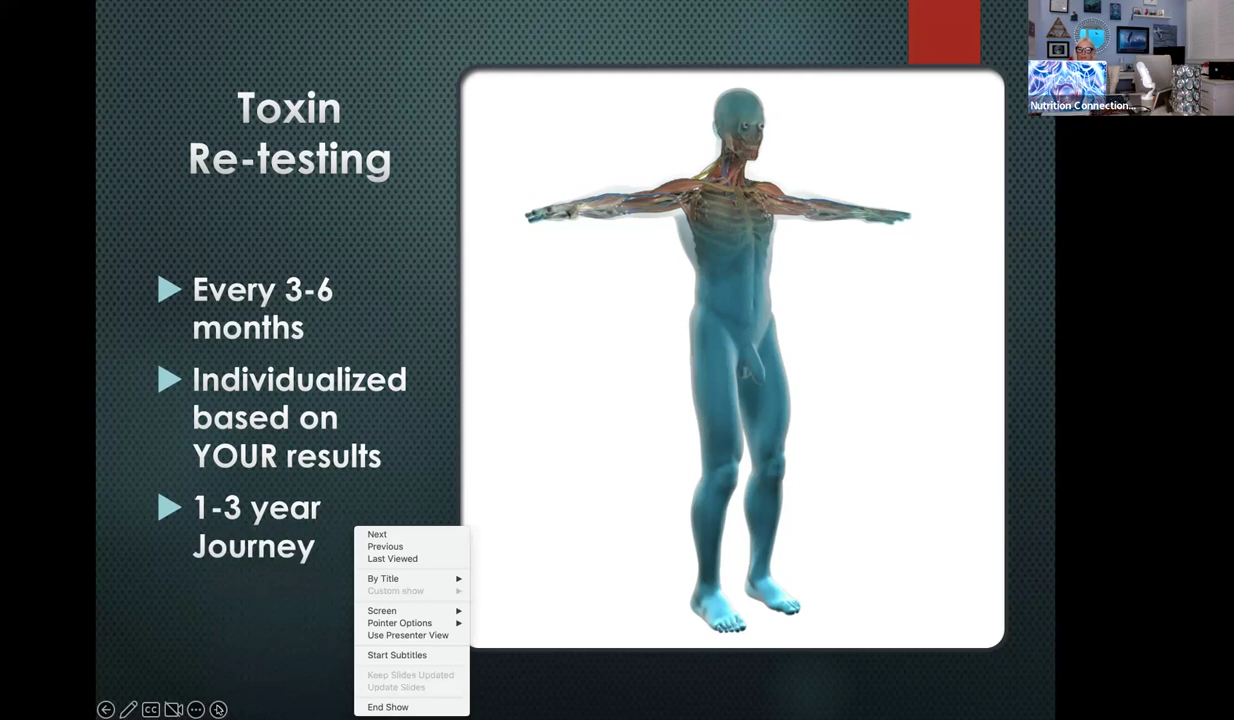 Toxin
Re-testing
Every 3-6
months
Individualized
based on
YOUR results
1-3 year
Journey
Nutrition Connection...
Next
Previous
Last Viewed
By Title
Custom show
Screen
Pointer Options
Use Presenter View
Start Subtitles
Keep Slides Updated
Update Slides
End Show
CC